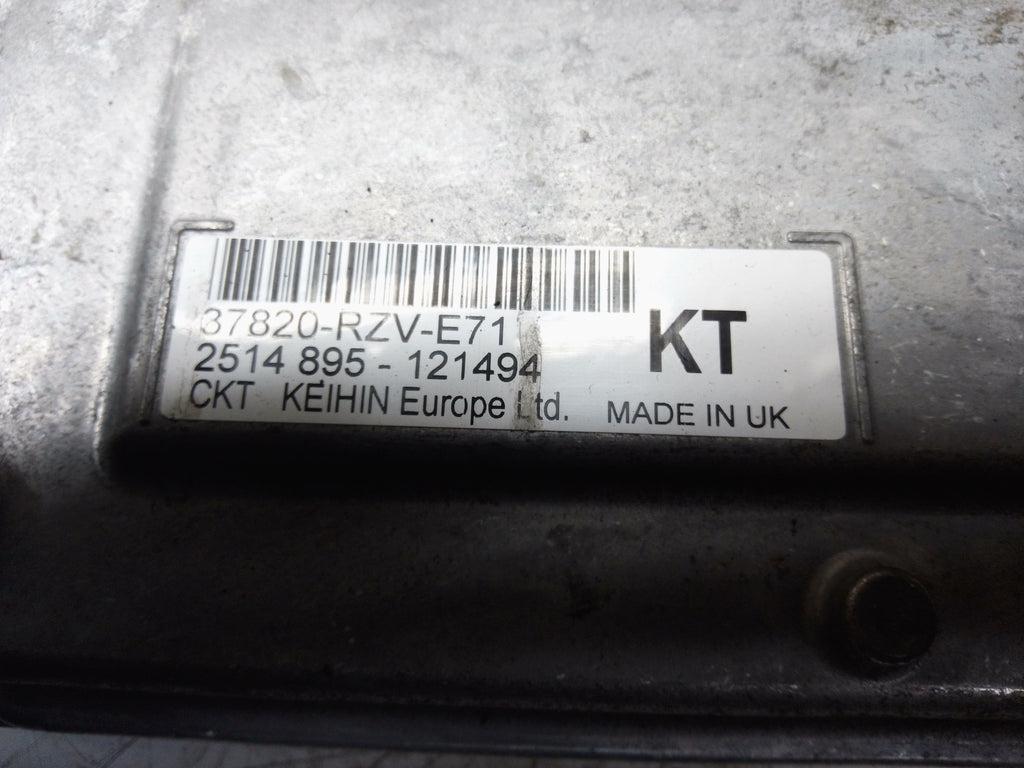 37820-RZV-E71
2514 895 - 121494
KT
CKT KEIHIN Europe Ltd. MADE IN UK